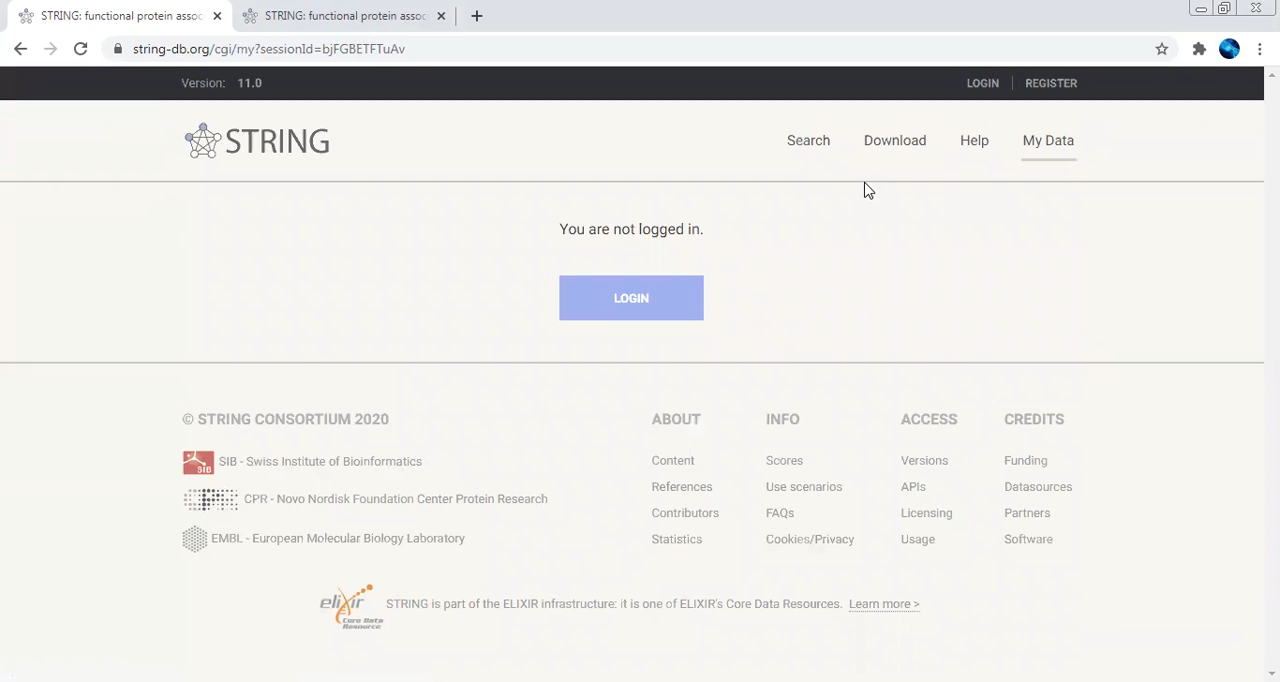 STRING: functional protein assoc
STRING: functional protein assoc
string-db.org/cgi/my?sessionId=bjFGBETFTuAv
Version: 11.0
LOGIN
REGISTER
STRING
Search
Download
Help
My Data
You are not logged in.
LOGIN
© STRING CONSORTIUM 2020
SIB
SIB - Swiss Institute of Bioinformatics
CPR - Novo Nordisk Foundation Center Protein Research
EMBL - European Molecular Biology Laboratory
ABOUT
Content
References
Contributors
Statistics
INFO
Scores
Use scenarios
FAQs
Cookies/Privacy
ACCESS
Versions
APIs
Licensing
Usage
CREDITS
Funding
Datasources
Partners
Software
elixir
Core Data
Resource
STRING is part of the ELIXIR infrastructure: it is one of ELIXIR's Core Data Resources. Learn more >